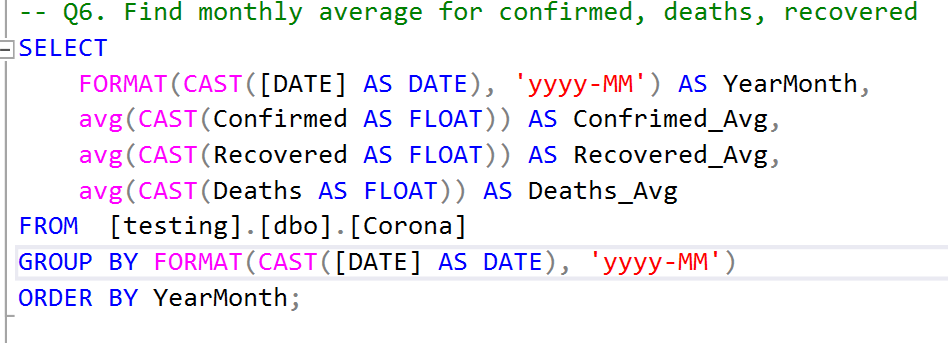 -- Q6. Find monthly average for confirmed, deaths, recovered
SELECT
    FORMAT(CAST([DATE] AS DATE), 'yyyy-MM') AS YearMonth,
    avg(CAST(Confirmed AS FLOAT)) AS Confrimed_Avg,
    avg(CAST(Recovered AS FLOAT)) AS Recovered_Avg,
    avg(CAST(Deaths AS FLOAT)) AS Deaths_Avg
FROM  [testing].[dbo].[Corona]
GROUP BY FORMAT(CAST([DATE] AS DATE), 'yyyy-MM')
ORDER BY YearMonth;